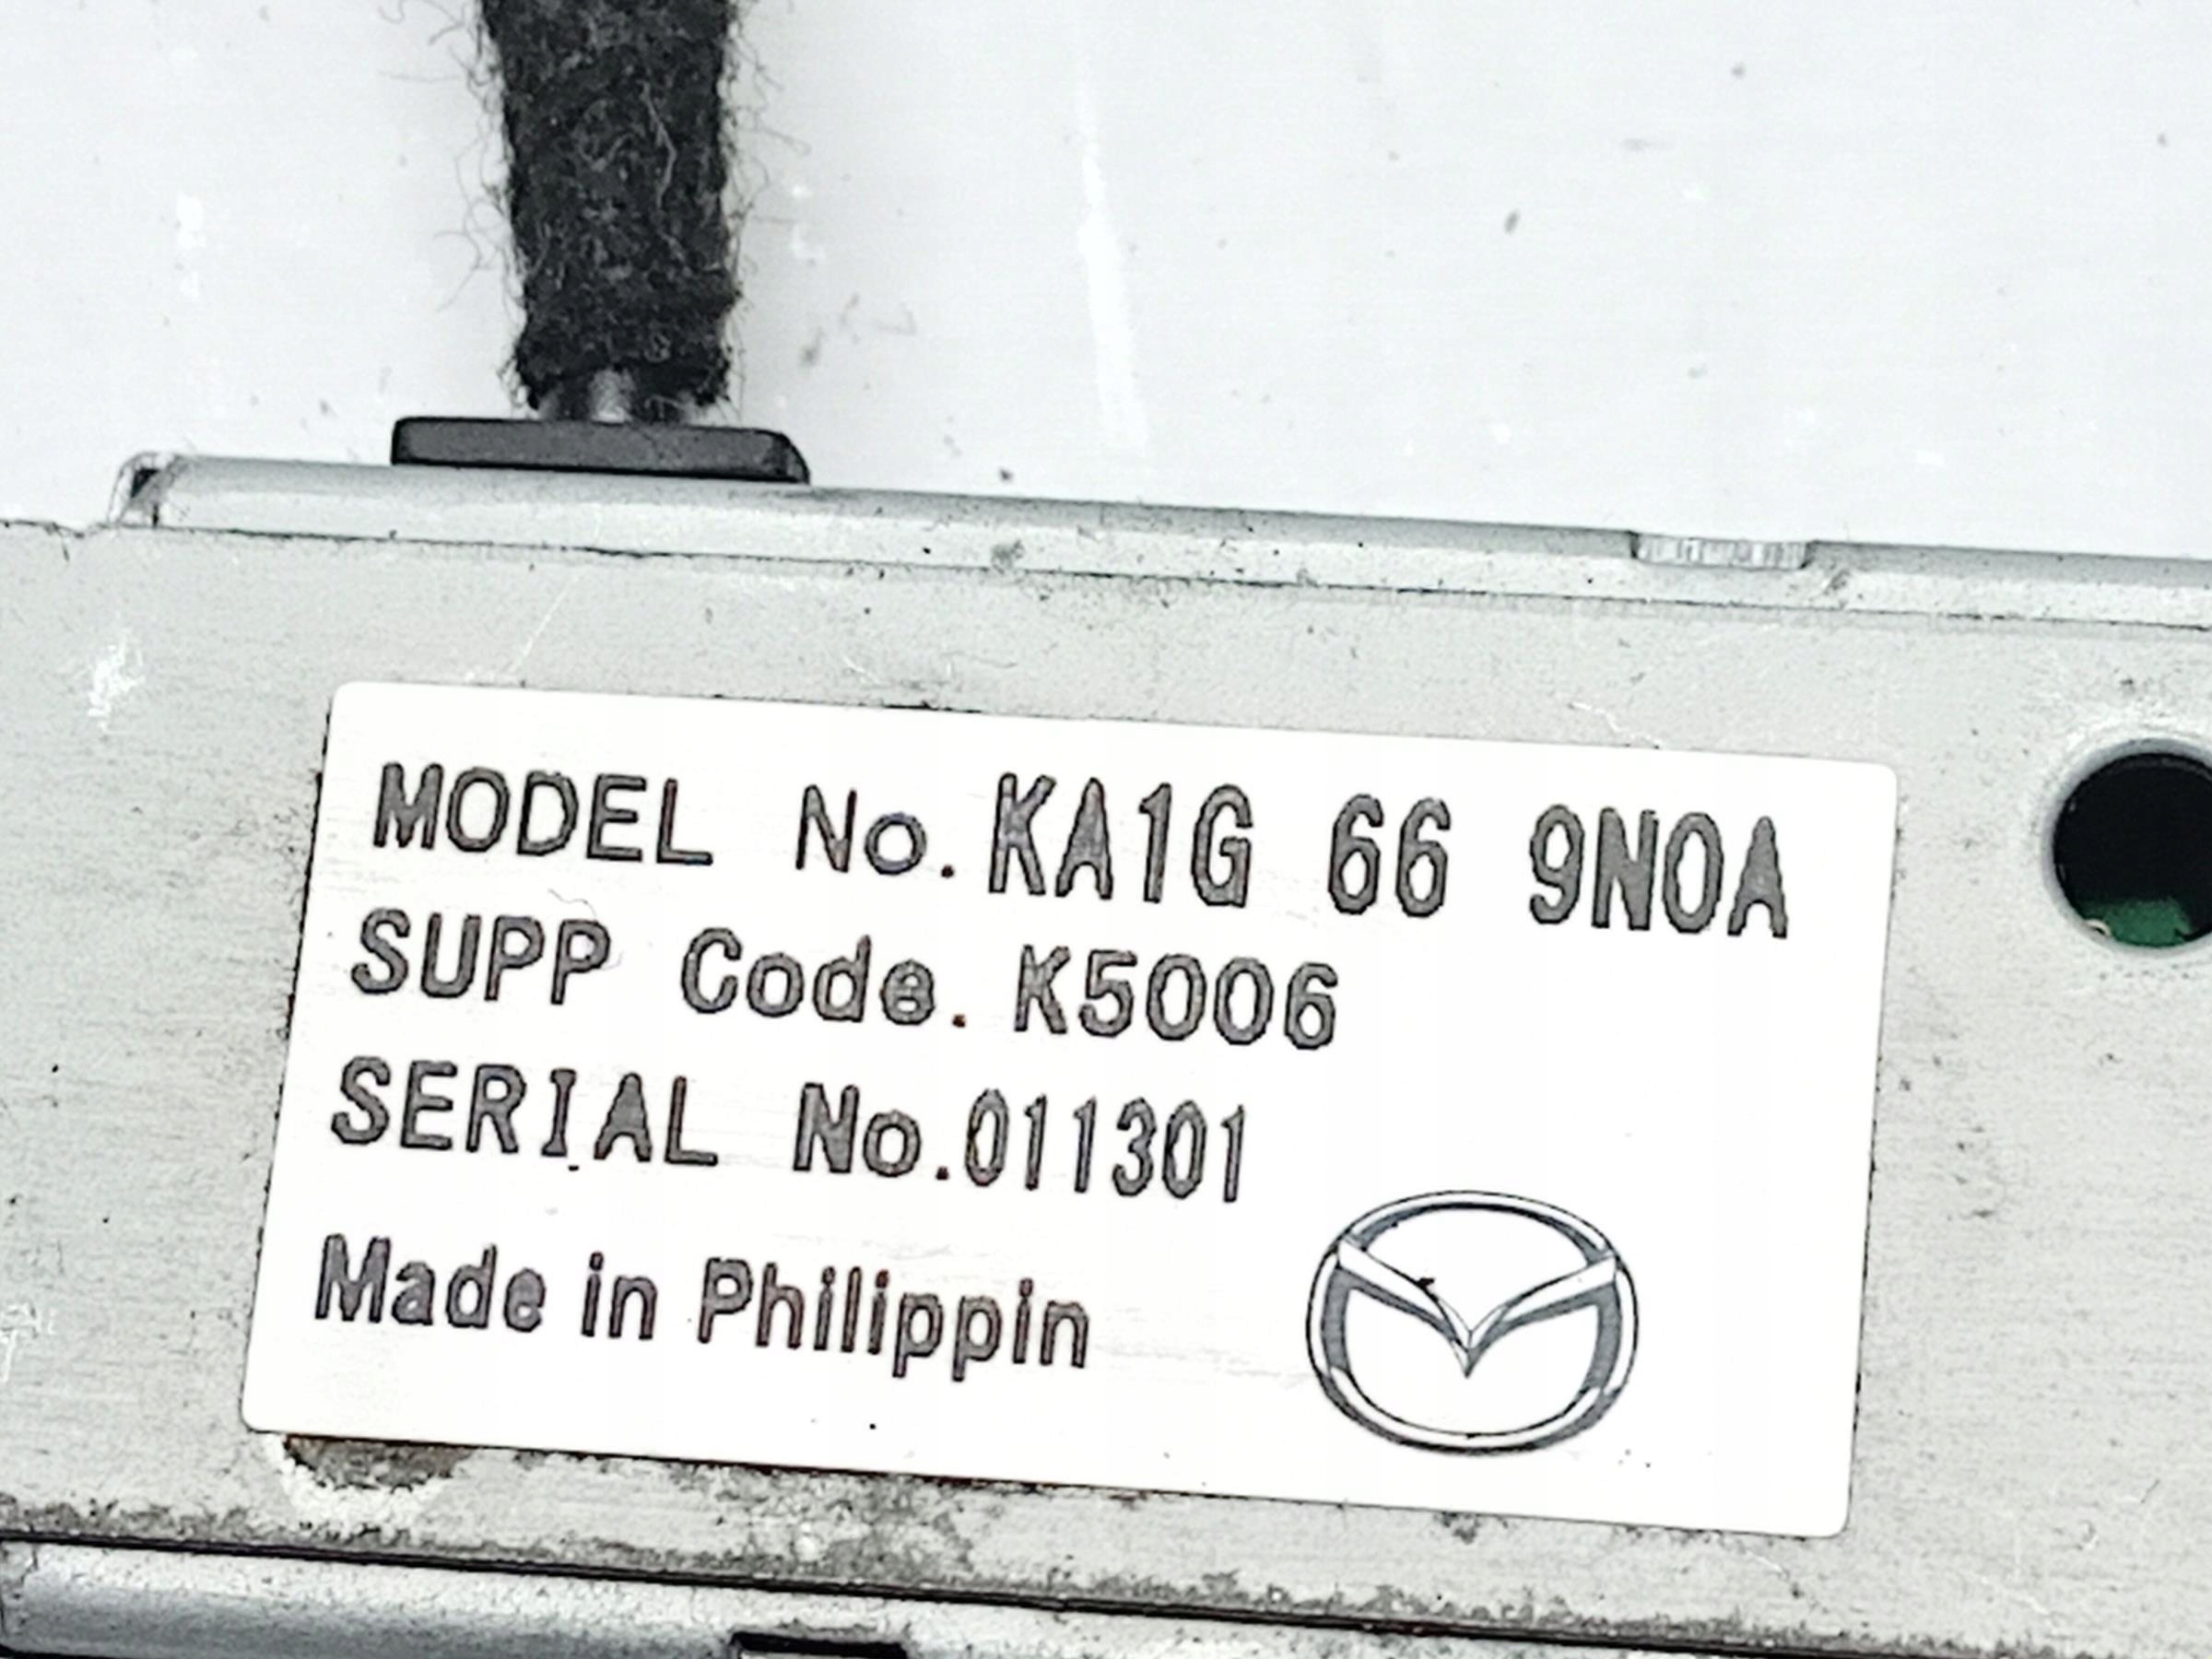 MODEL No. KA1G 66 9N0A
SUPP Code. K5006
SERIAL No. 011301
Made in Philippin